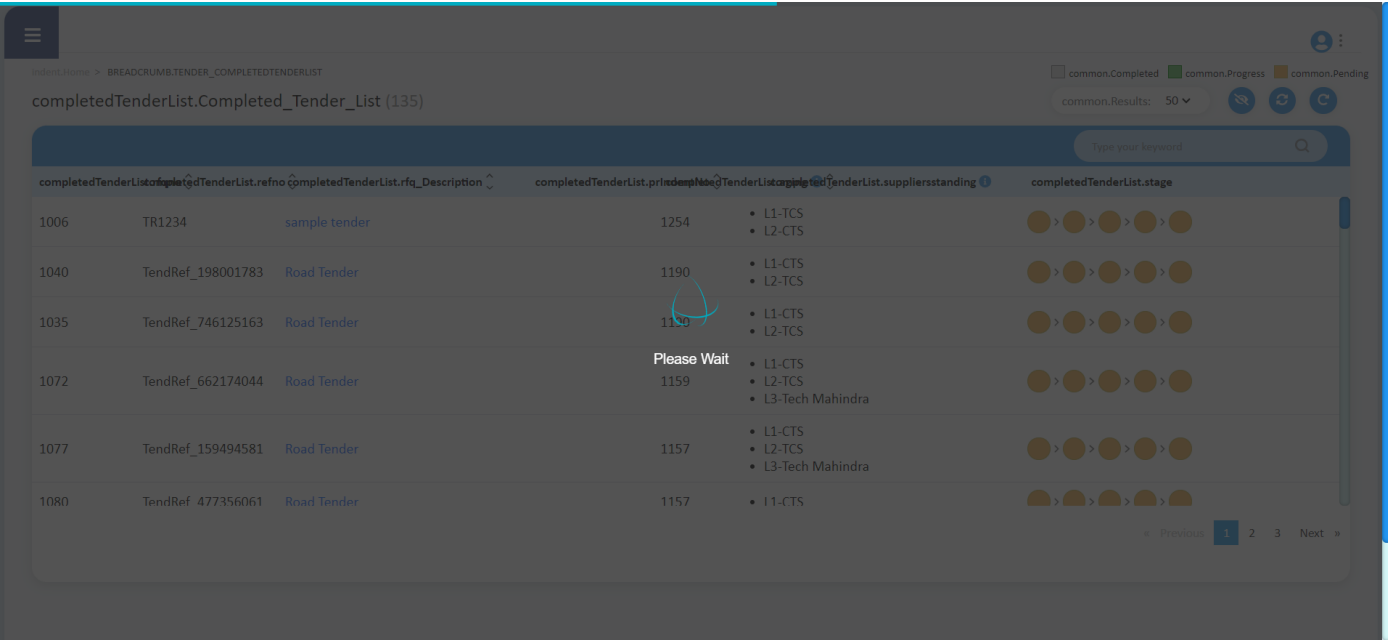 Indent Home » BREADCRUMB.TENDER_COMPLETEDTENDERLIST
common.Completed common.Progress common.Pending
completedTenderList.Completed_Tender_List (135)
common.Results: 50
Type your keyword
completedTenderList. completedTenderList.refno completedTenderList.rfq_Description completedTenderList. completedTenderList.suppliersstanding completedTenderList.stage
1006 TR1234 sample tender 1254
• L1-TCS
• L2-CTS
1040 TendRef_198001783 Road Tender 1190
• L1-CTS
• L2-TCS
1035 TendRef_746125163 Road Tender 1190
• L1-CTS
• L2-TCS
Please Wait
1072 TendRef_662174044 Road Tender 1159
• L1-CTS
• L2-TCS
• L3-Tech Mahindra
1077 TendRef_159494581 Road Tender 1157
• L1-CTS
• L2-TCS
• L3-Tech Mahindra
1080 TendRef_477356061 Road Tender 1157
• L1-CTS
« Previous 1 2 3 Next »